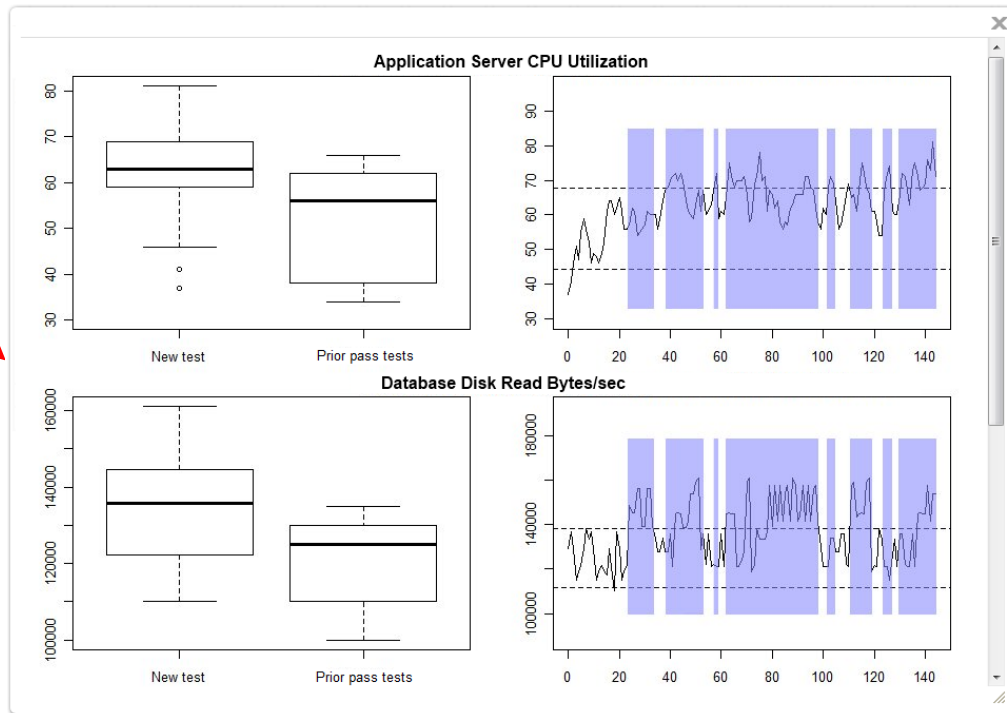 Application Server CPU Utilization
80
70
60
50
40
30
New test
Prior pass tests
90
80
70
60
50
40
30
0 20 40 60 80 100 120 140
Database Disk Read Bytes/sec
160000
140000
120000
100000
New test
Prior pass tests
180000
140000
100000
0 20 40 60 80 100 120 140